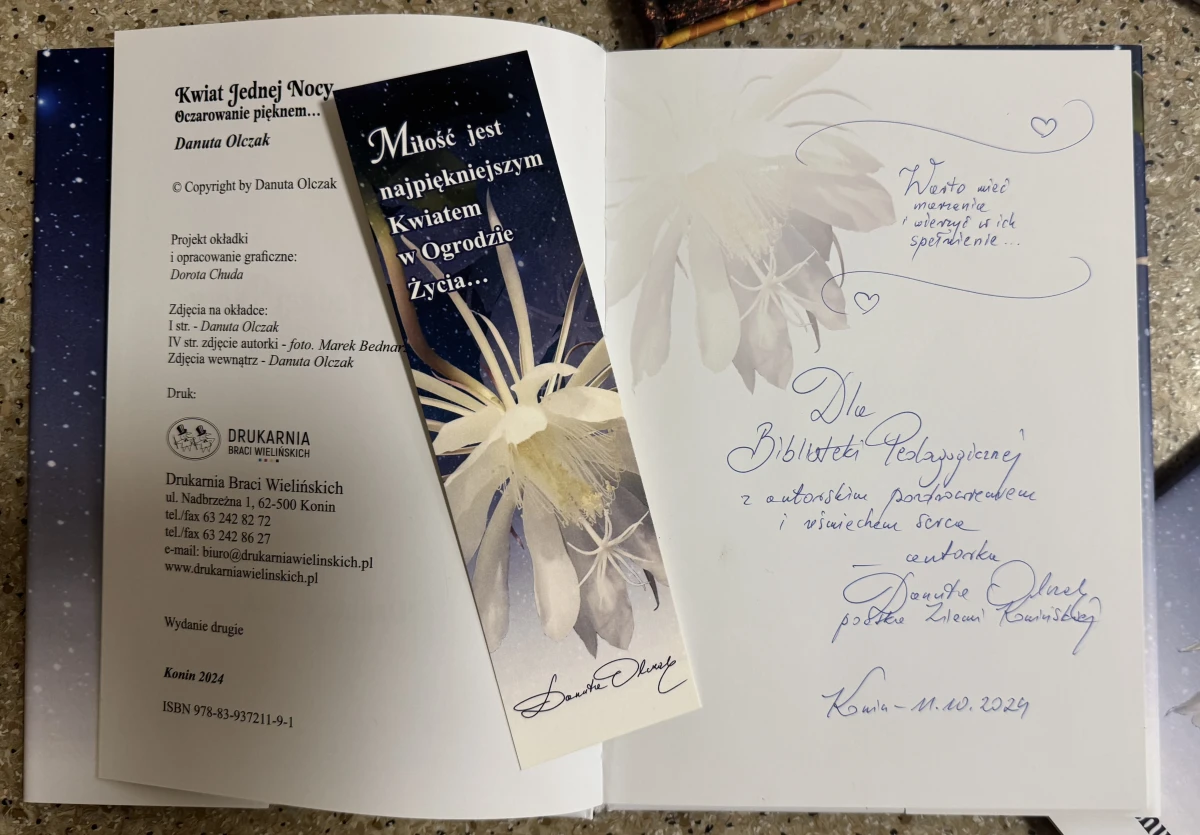 Kwiat Jednej Nocy
Oczarowanie pięknem...
Danuta Olczak
© Copyright by Danuta Olczak
Projekt okładki
i opracowanie graficzne:
Dorota Chuda
Zdjęcia na okładce:
I str. - Danuta Olczak
IV str. zdjęcie autorki - foto. Marek Bednar
Zdjęcia wewnątrz - Danuta Olczak
Druk:
DRUKARNIA
BRACI WIELIŃSKICH
Drukarnia Braci Wielińskich
ul. Nadbrzeżna 1, 62-500 Konin
tel./fax 63 242 82 72
tel./fax 63 242 86 27
e-mail: biuro@drukarniawielinskich.pl
www.drukarniawielinskich.pl
Wydanie drugie
Konin 2024
ISBN 978-83-937211-9-1
Miłość jest
najpiękniejszym
Kwiatem
w Ogrodzie
Życia...
Danuta Olczak
Warto mieć
marzenia
i wierzyć w ich
spełnienie...
Dla
Biblioteki Pedagogicznej
z autorskim pozdrowieniem
i uśmiechem serca
autorka
Danuta Olczak
poetka Ziemi Konińskiej
Konin - 11.10.2024